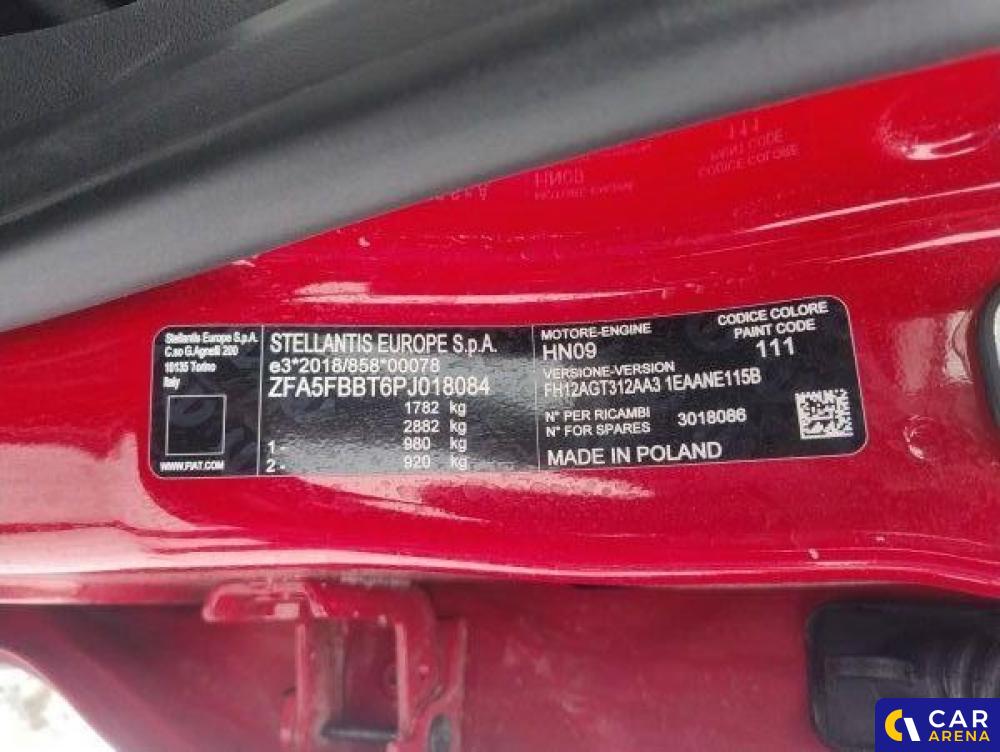 Stellantis Europe S.p.A.
C.so G.Agnelli 200
10135 Torino
Italy
WWW.FIAT.COM
STELLANTIS EUROPE S.p.A.
e3*2018/858*00078
ZFA5FBBT6PJ018084
1782 kg
2882 kg
1- 980 kg
2- 920 kg
MOTORE-ENGINE
HN09
CODICE COLORE
PAINT CODE
111
VERSIONE-VERSION
FH12AGT312AA3 1EAANE115B
N° PER RICAMBI
N° FOR SPARES
3018086
MADE IN POLAND
CAR
ARENA